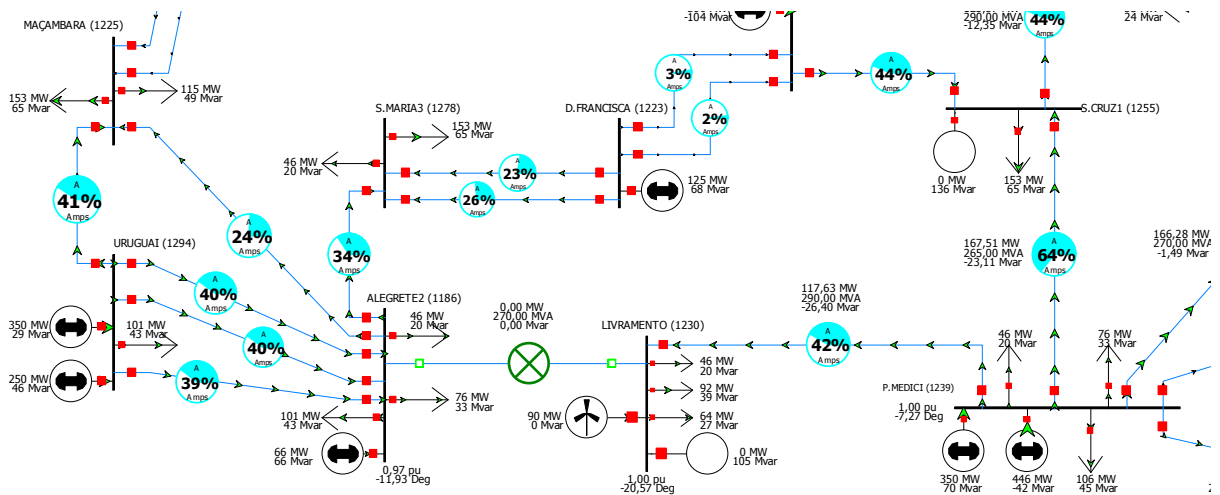 -104 Mvar
290,00 MVA
-12,35 Mvar
44%
Amps
24 Mvar
MAÇAMBARA (1225)
A
3%
Amps
A
44%
Amps
153 MW
65 Mvar
115 MW
49 Mvar
S.MARIA3 (1278)
D.FRANCISCA (1223)
A
2%
Amps
S.CRUZ1 (1255)
153 MW
65 Mvar
46 MW
20 Mvar
A
23%
Amps
A
26%
Amps
125 MW
68 Mvar
0 MW
136 Mvar
153 MW
65 Mvar
A
41%
Amps
A
24%
Amps
A
34%
Amps
167,51 MW
265,00 MVA
-23,11 Mvar
A
64%
Amps
166,28 MW
270,00 MVA
-1,49 Mvar
URUGUAI (1294)
A
40%
Amps
ALEGRETE2 (1186)
0,00 MW
270,00 MVA
0,00 Mvar
117,63 MW
290,00 MVA
-26,40 Mvar
350 MW
29 Mvar
101 MW
43 Mvar
A
40%
Amps
46 MW
20 Mvar
LIVRAMENTO (1230)
A
42%
Amps
46 MW
20 Mvar
76 MW
33 Mvar
250 MW
46 Mvar
A
39%
Amps
46 MW
20 Mvar
92 MW
39 Mvar
64 MW
27 Mvar
P.MEDICI (1239)
1,00 pu
-7,27 Deg
76 MW
33 Mvar
101 MW
43 Mvar
90 MW
0 Mvar
66 MW
66 Mvar
0,97 pu
-11,93 Deg
0 MW
105 Mvar
1,00 pu
-20,57 Deg
350 MW
70 Mvar
446 MW
-42 Mvar
106 MW
45 Mvar